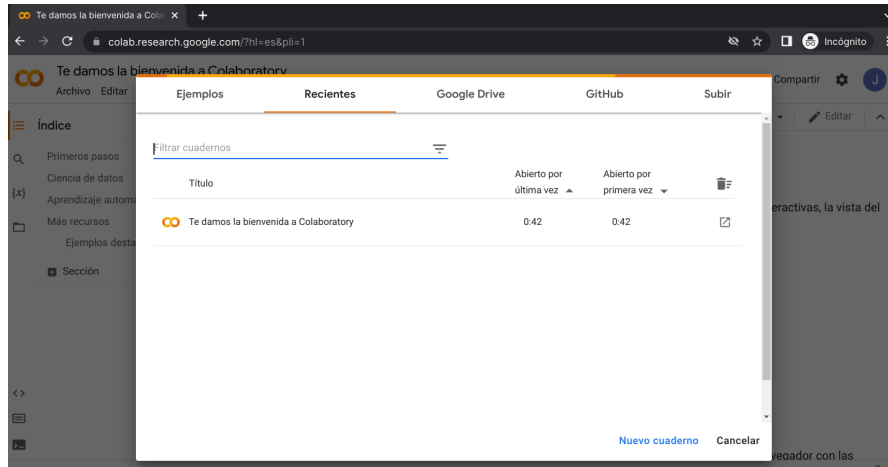 Te damos la bienvenida a Cola
colab.research.google.com/?hl=es&pli=1
Incógnito
Te damos la bienvenida a Colaboratory
Archivo Editar
Compartir
J
Ejemplos Recientes Google Drive GitHub Subir
Índice
Editar
Primeros pasos
Ciencia de datos
Aprendizaje automá
Más recursos
Ejemplos desta
Sección
Filtrar cuadernos
Título
Abierto por
última vez
Abierto por
primera vez
Te damos la bienvenida a Colaboratory 0:42 0:42
eractivas, la vista del
Nuevo cuaderno Cancelar
vegador con las